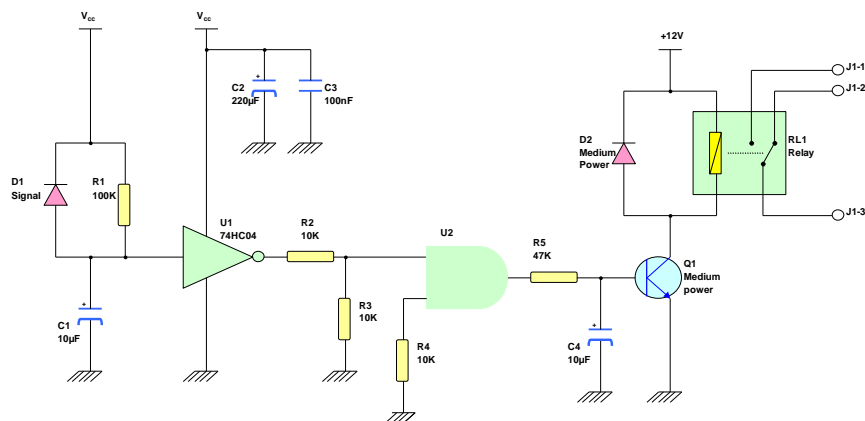 Vcc
Vcc
+12V
J1-1
J1-2
C2
220µF
C3
100nF
D2
Medium
Power
RL1
Relay
D1
Signal
R1
100K
J1-3
U1
74HC04
R2
10K
U2
R5
47K
Q1
Medium
power
C1
10µF
R3
10K
R4
10K
C4
10µF
+
+
+